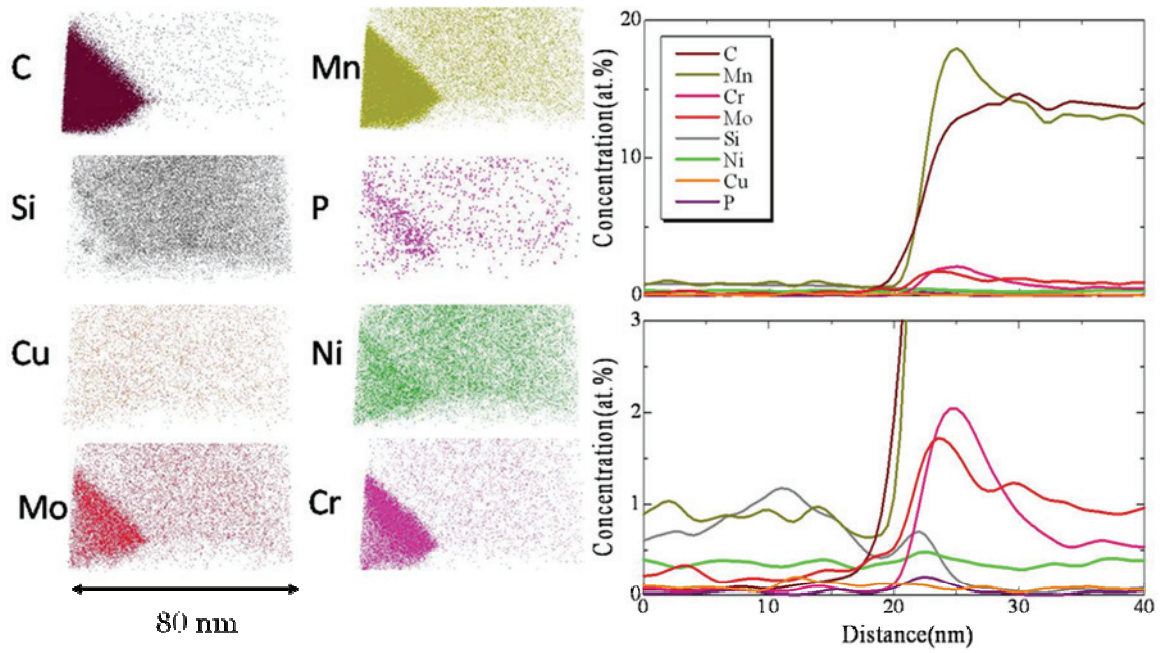 C
Mn
Si
P
Cu
Ni
Mo
Cr
80 nm
20
10
0
Concentration(at.%)
C
Mn
Cr
Mo
Si
Ni
Cu
P
3
2
1
0
Concentration(at.%)
0 10 20 30 40
Distance(nm)